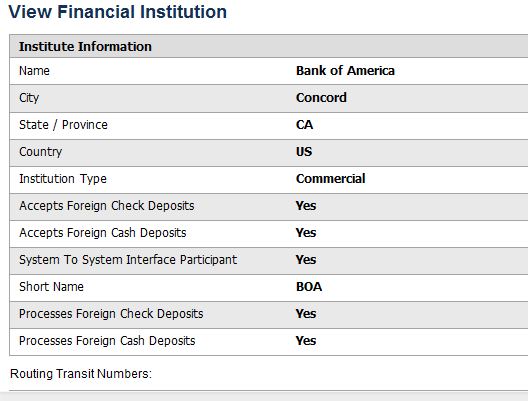 View Financial Institution
Institute Information
Name Bank of America
City Concord
State / Province CA
Country US
Institution Type Commercial
Accepts Foreign Check Deposits Yes
Accepts Foreign Cash Deposits Yes
System To System Interface Participant Yes
Short Name BOA
Processes Foreign Check Deposits Yes
Processes Foreign Cash Deposits Yes
Routing Transit Numbers: